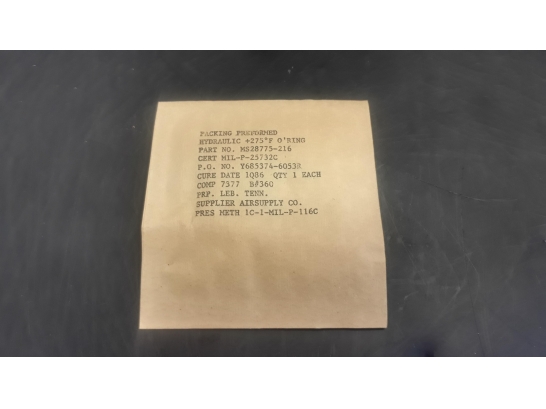 PACKING PREFORMED
HYDRAULIC +275°F O'RING
PART NO. MS28775-216
CERT MIL-P-25732C
P.O. NO. Y685374-6053R
CURE DATE 1Q86 QTY 1 EACH
COMP 7377 B#360
PRP. LEB. TENN.
SUPPLIER AIRSUPPLY CO.
PRES METH 1C-1-MIL-P-116C